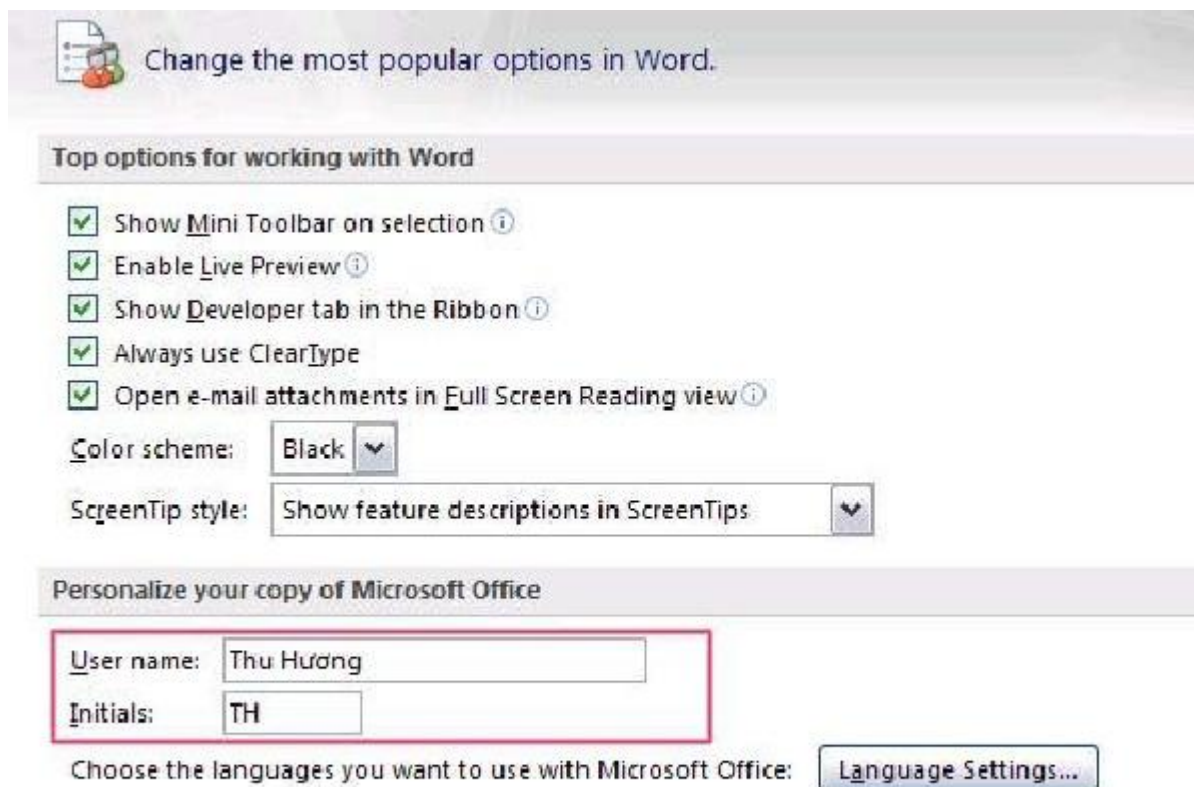 Change the most popular options in Word.
Top options for working with Word
Show Mini Toolbar on selection
Enable Live Preview
Show Developer tab in the Ribbon
Always use ClearType
Open e-mail attachments in Full Screen Reading view
Color scheme: Black
ScreenTip style: Show feature descriptions in ScreenTips
Personalize your copy of Microsoft Office
User name: Thu Hương
Initials: TH
Choose the languages you want to use with Microsoft Office: Language Settings...